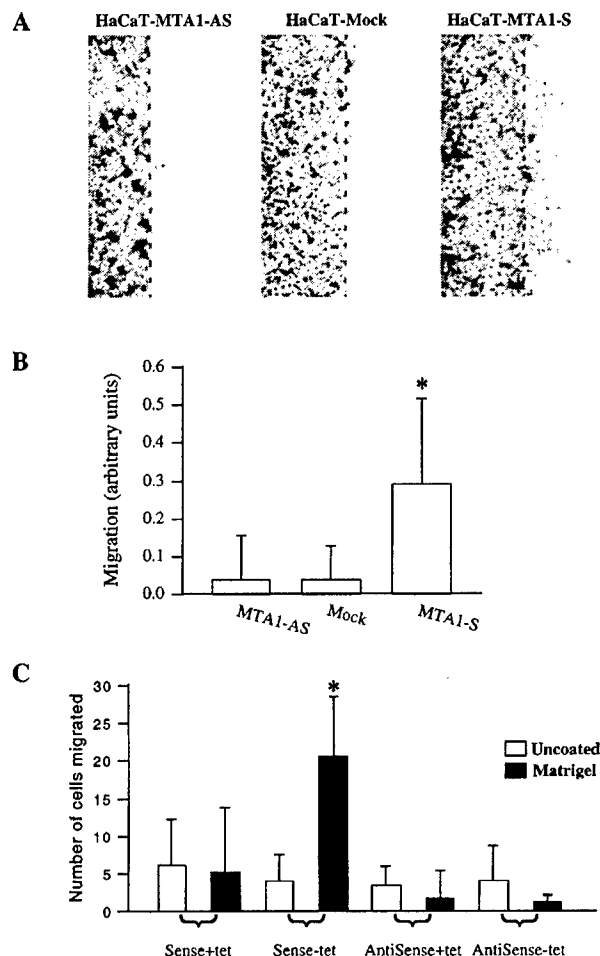 A
HaCaT-MTA1-AS
HaCaT-Mock
HaCaT-MTA1-S
B
Migration (arbitrary units)
0.6
0.5
0.4
0.3
0.2
0.1
0.0
*
MTA1-AS
Mock
MTA1-S
C
Number of cells migrated
30
25
20
15
10
5
0
*
Uncoated
Matrigel
Sense+tet
Sense-tet
AntiSense+tet
AntiSense-tet